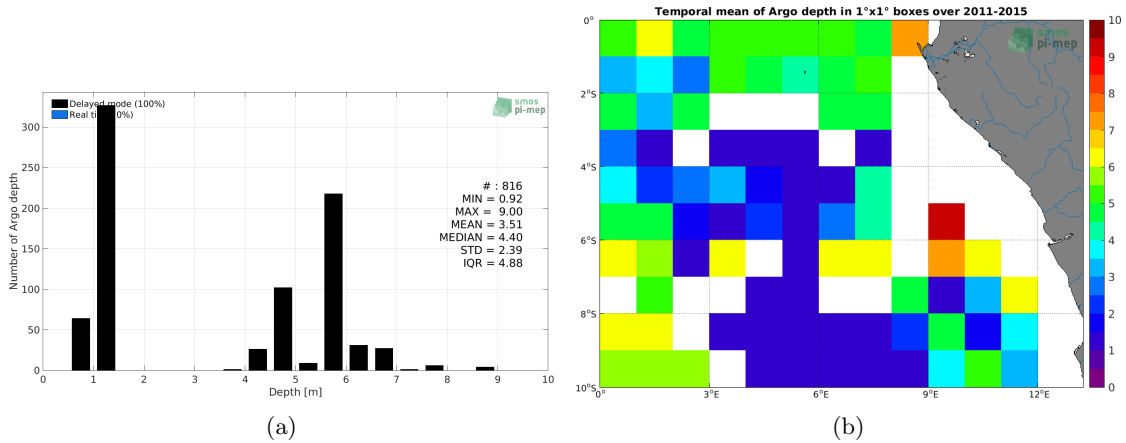 Delayed mode (100%)
Real ti 0%)
smos
pi-mep
Number of Argo depth
300
250
200
150
100
50
0
# : 816
MIN = 0.92
MAX = 9.00
MEAN = 3.51
MEDIAN = 4.40
STD = 2.39
IQR = 4.88
0 1 2 3 4 5 6 7 8 9 10
Depth [m]
(a)
Temporal mean of Argo depth in 1°x1° boxes over 2011-2015
smos
pi-mep
0°
2°S
4°S
6°S
8°S
10°S
0° 3°E 6°E 9°E 12°E
10
9
8
7
6
5
4
3
2
1
0
(b)